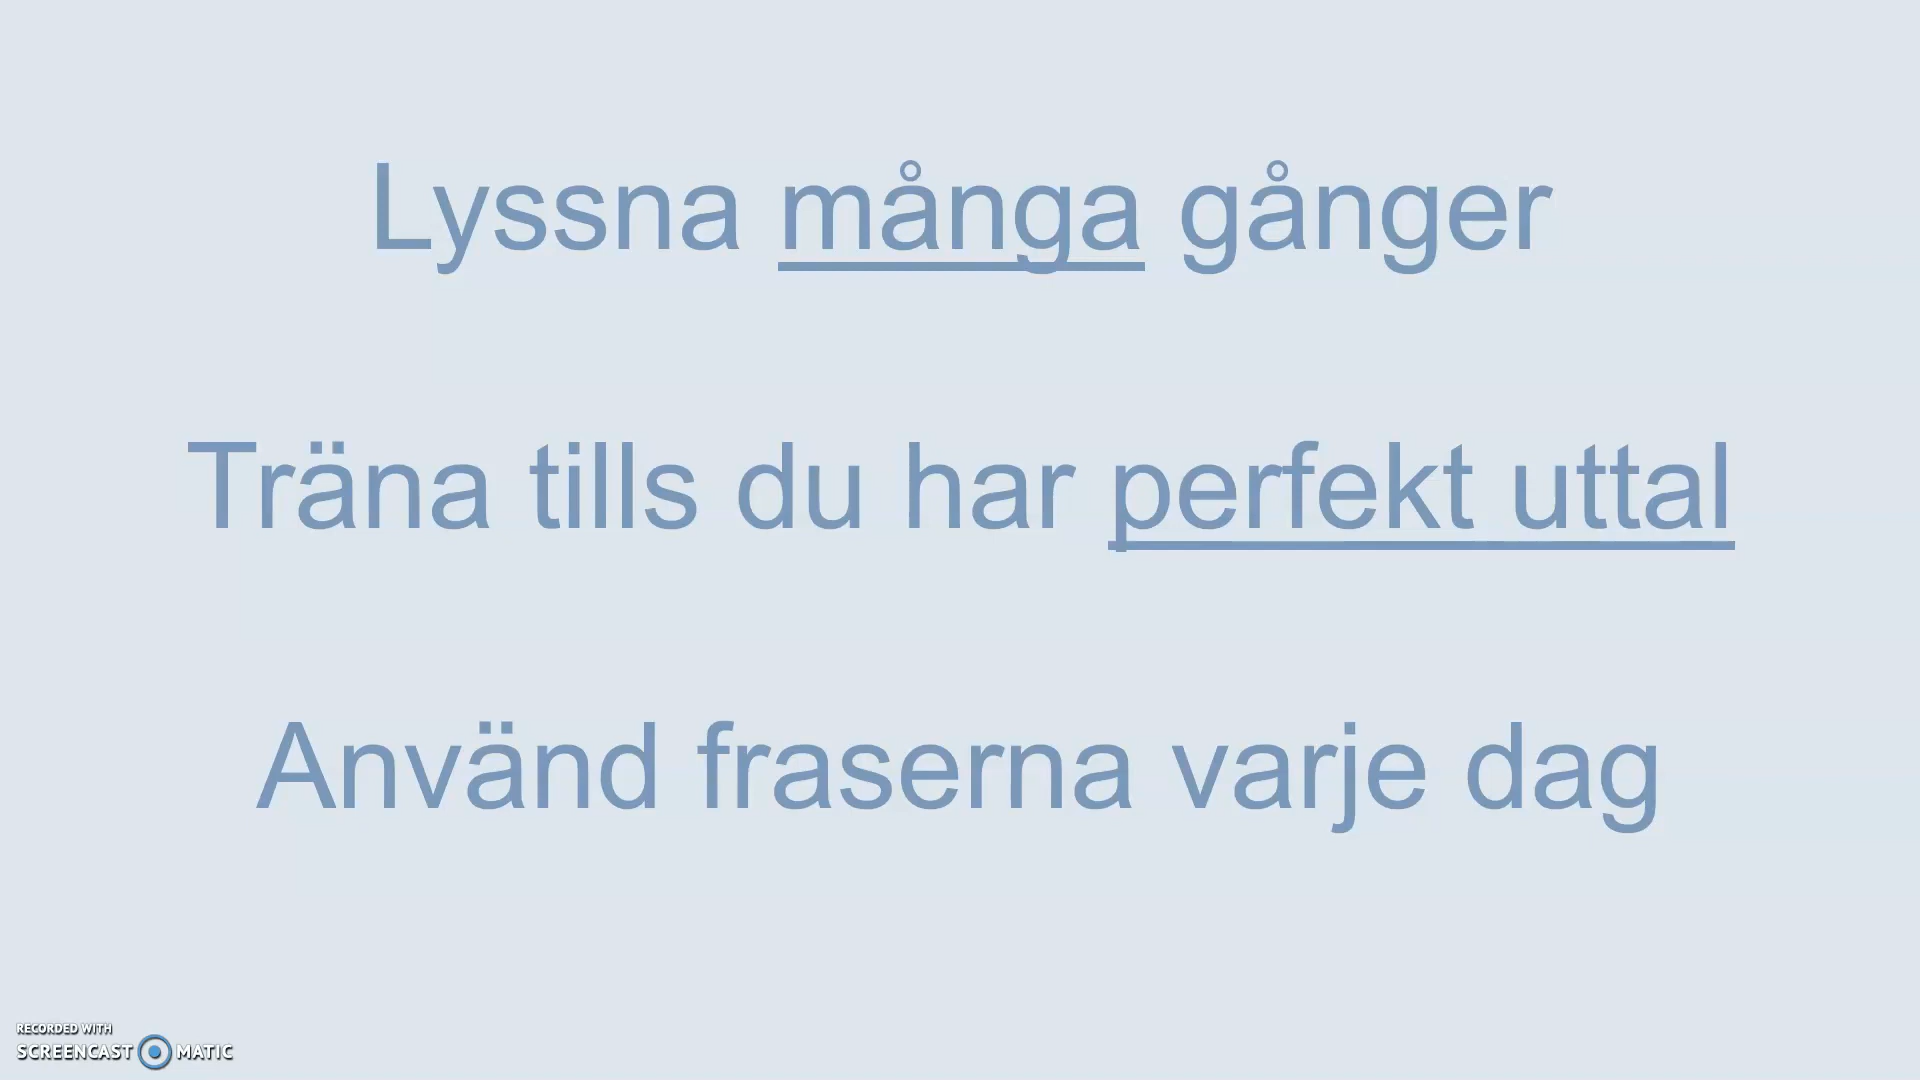 Lyssna många gånger
Träna tills du har perfekt uttal
Använd fraserna varje dag
RECORDED WITH
SCREENCAST MATIC